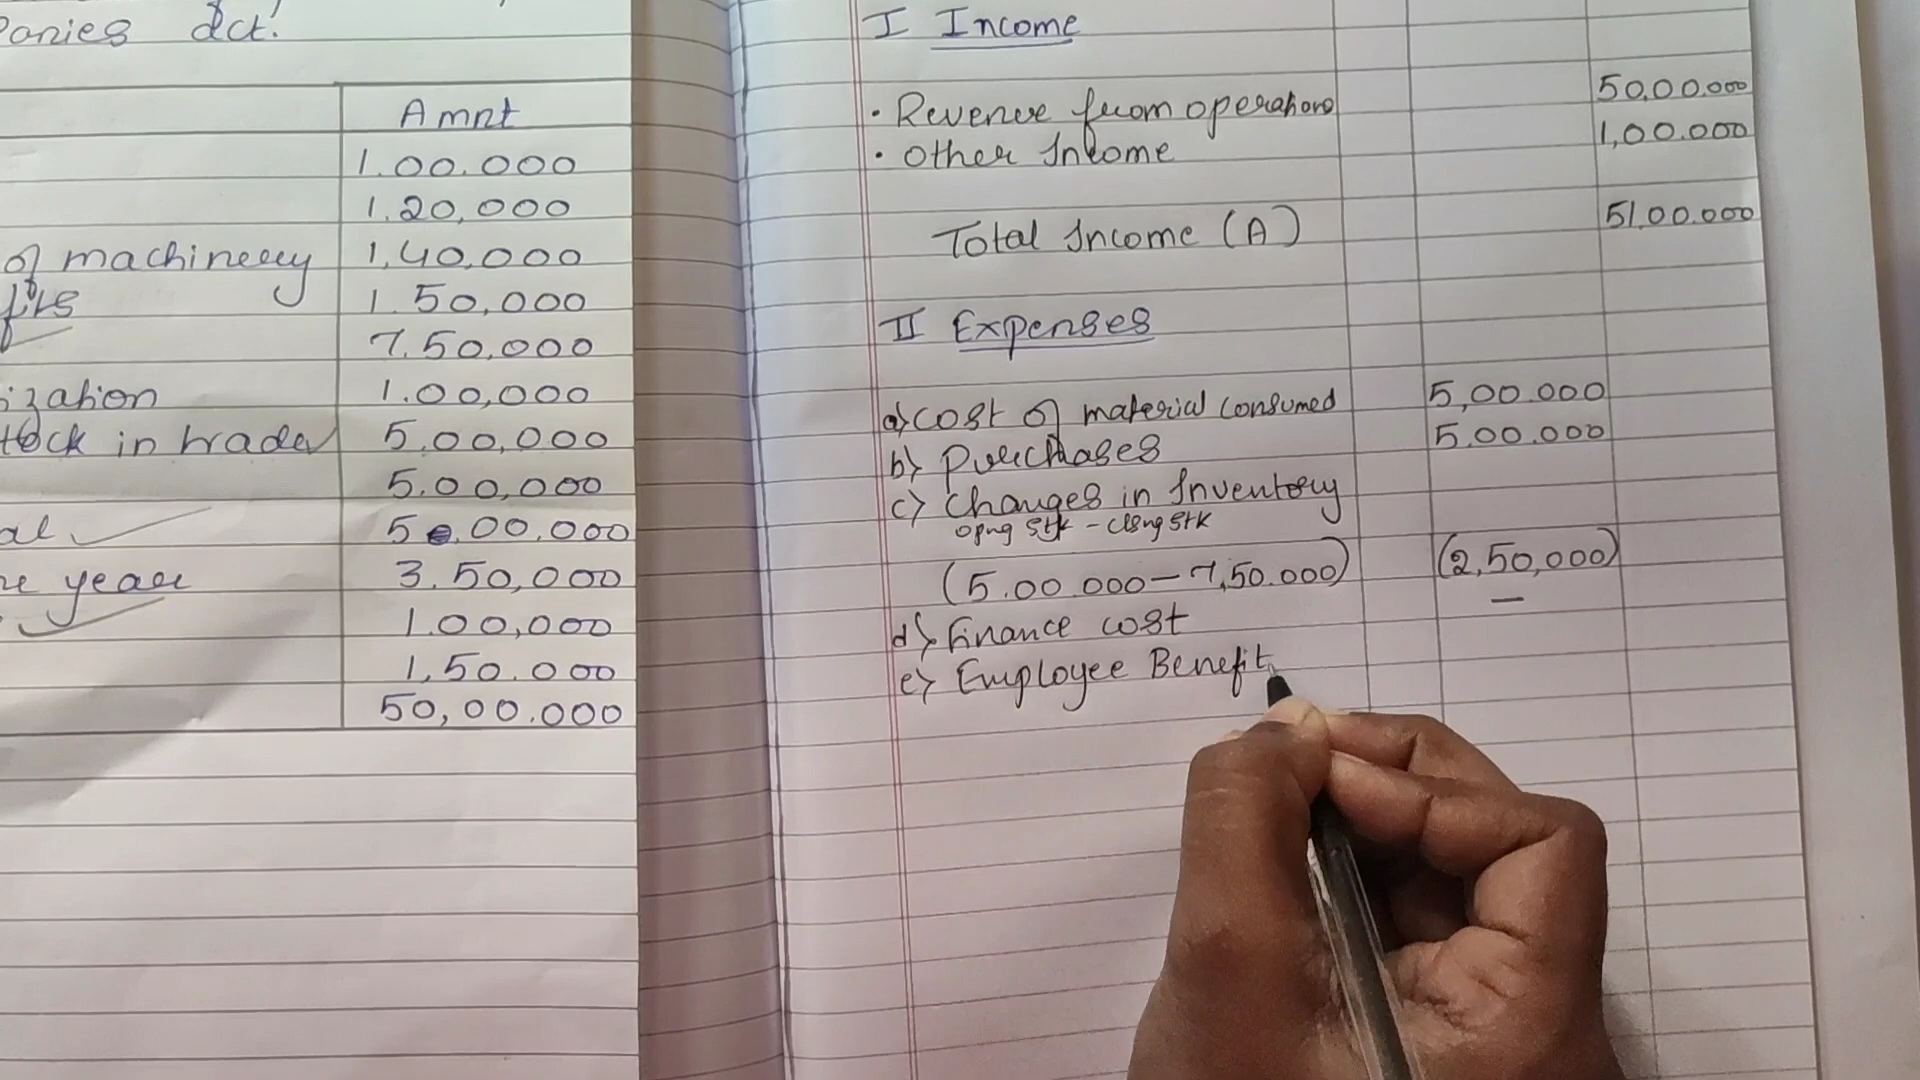 Panies Act!
Amnt
1.00.000
1.20,000
of machinery 1,40,000
1.50,000
7.50,000
ization 1.00,000
tock in trade 5.00,000
5.00,000
al 5 00.000
re year 3.50,000
1.00,000
1,50.000
50,00.000
I Income
• Revenue from operations 50,00.000
• Other Income 1,00.000
Total Income (A) 51,00.000
II Expenses
a) Cost of material Consumed 5,00.000
b) Purchases 5.00.000
c) Changes in Inventory
opng Stk - Clsng Stk
(5.00.000 - 7,50.000) (2,50,000)
d) Finance cost —
e) Employee Benefit